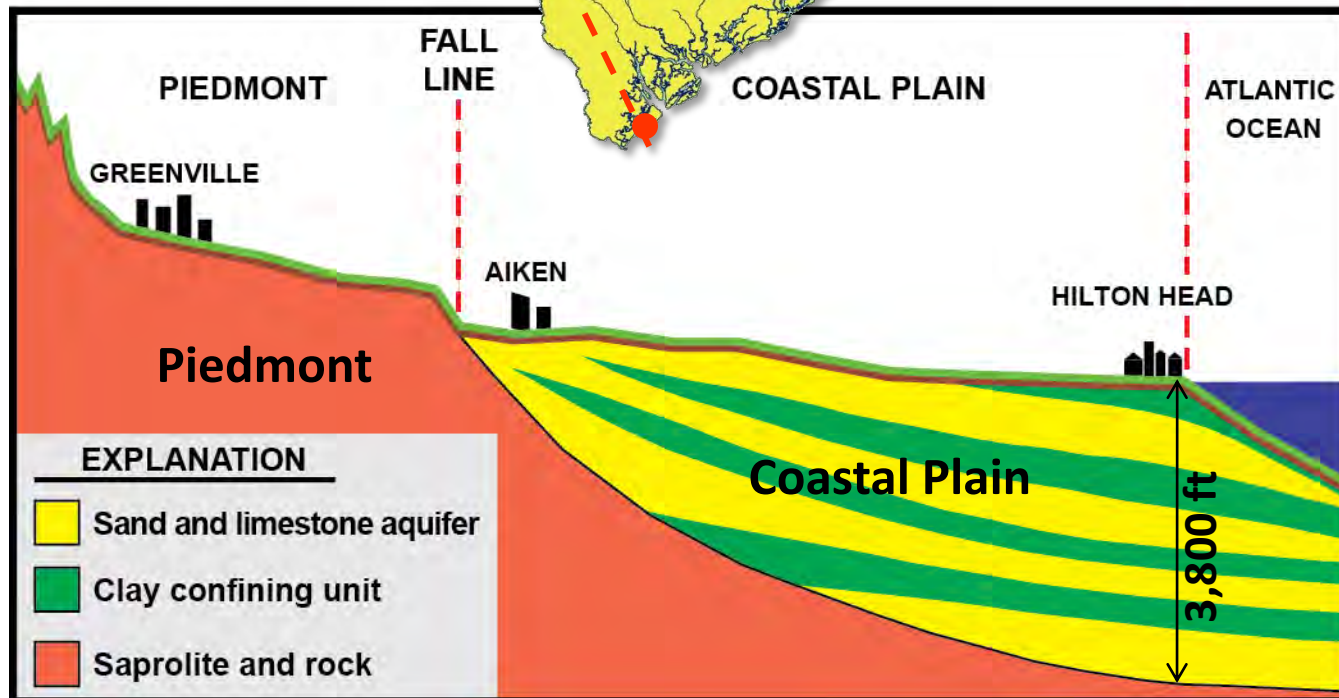 PIEDMONT
FALL
LINE
COASTAL PLAIN
ATLANTIC
OCEAN
GREENVILLE
AIKEN
HILTON HEAD
Piedmont
Coastal Plain
3,800 ft
EXPLANATION
Sand and limestone aquifer
Clay confining unit
Saprolite and rock